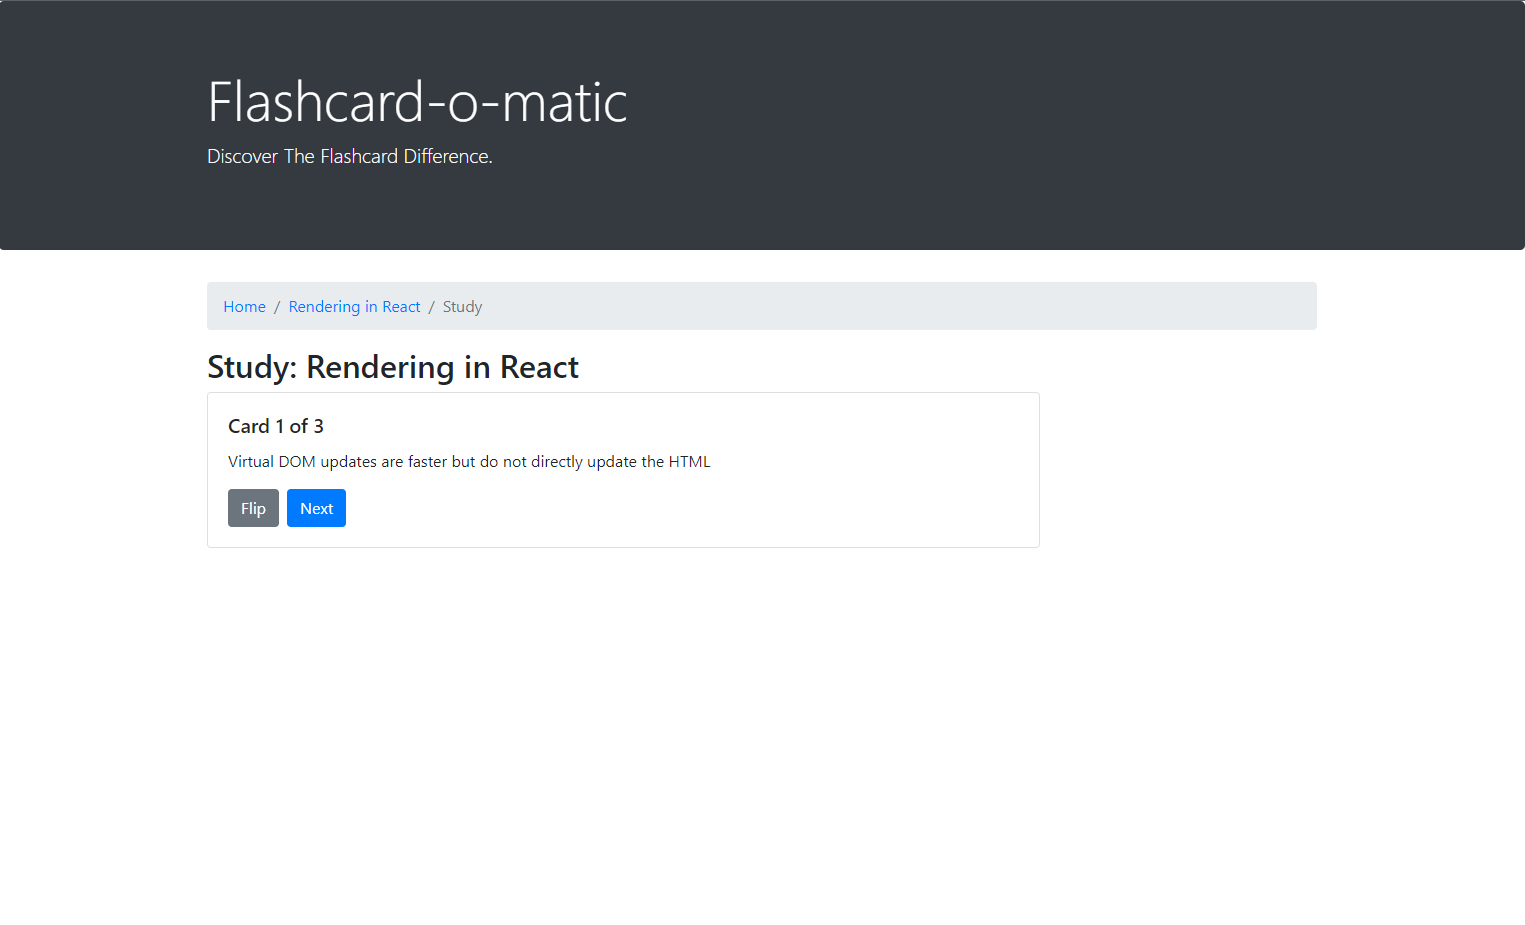 Flashcard-o-matic
Discover The Flashcard Difference.
Home / Rendering in React / Study
Study: Rendering in React
Card 1 of 3
Virtual DOM updates are faster but do not directly update the HTML
Flip Next